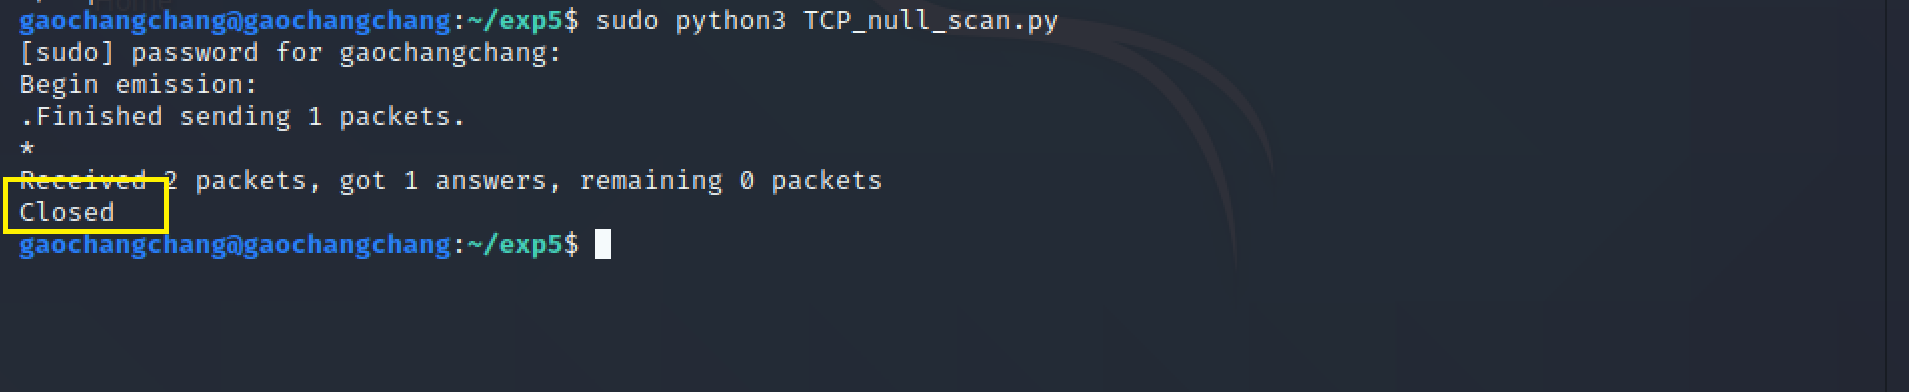 gaochangchang@gaochangchang:~/exp5$ sudo python3 TCP_null_scan.py
[sudo] password for gaochangchang:
Begin emission:
.Finished sending 1 packets.
*
Received 2 packets, got 1 answers, remaining 0 packets
Closed
gaochangchang@gaochangchang:~/exp5$